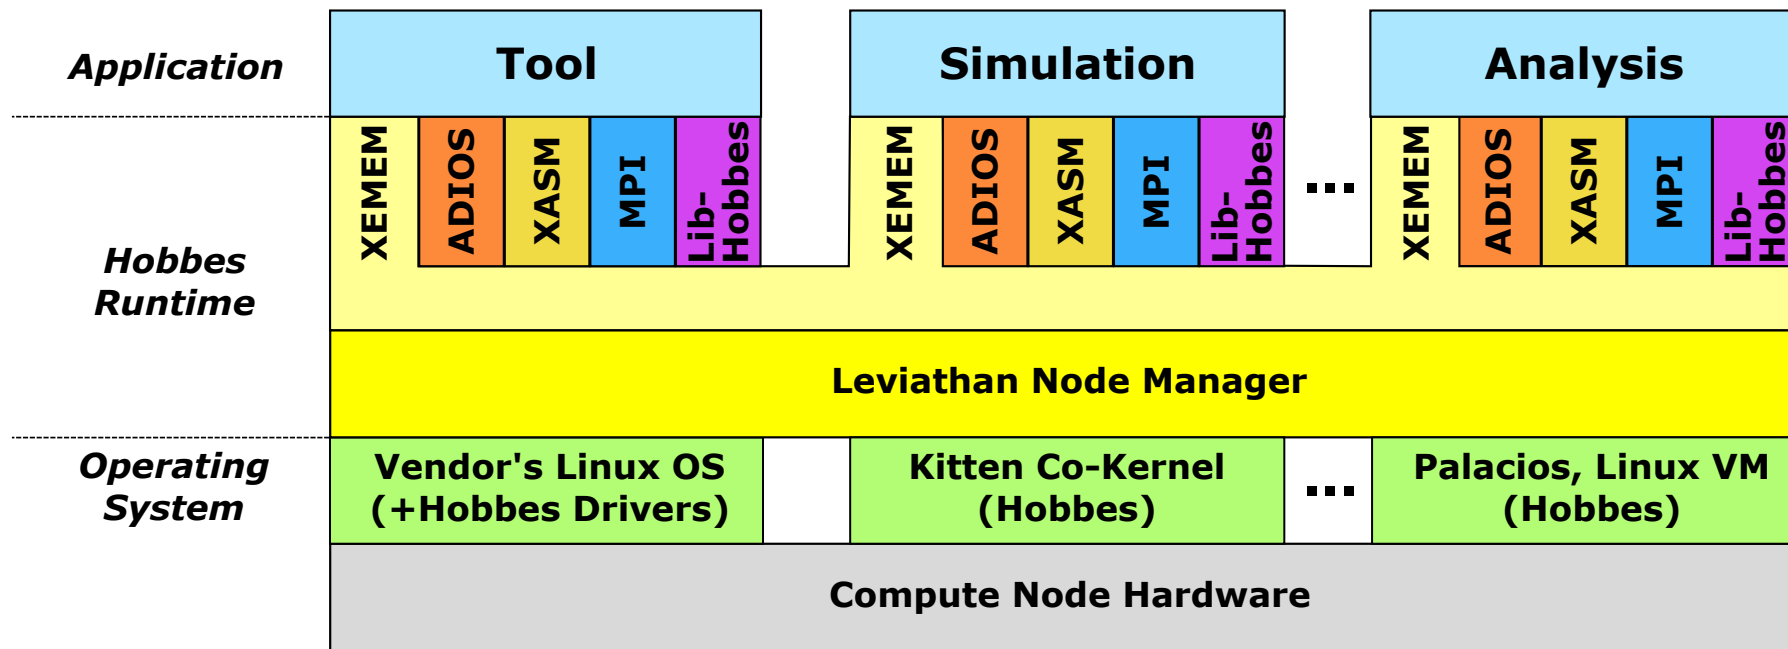 Application
Tool
Simulation
Analysis
Hobbes
Runtime
XEMEM
ADIOS
XASM
MPI
Lib-
Hobbes
XEMEM
ADIOS
XASM
MPI
Lib-
Hobbes
...
XEMEM
ADIOS
XASM
MPI
Lib-
Hobbes
Leviathan Node Manager
Operating
System
Vendor's Linux OS
(+Hobbes Drivers)
Kitten Co-Kernel
(Hobbes)
...
Palacios, Linux VM
(Hobbes)
Compute Node Hardware